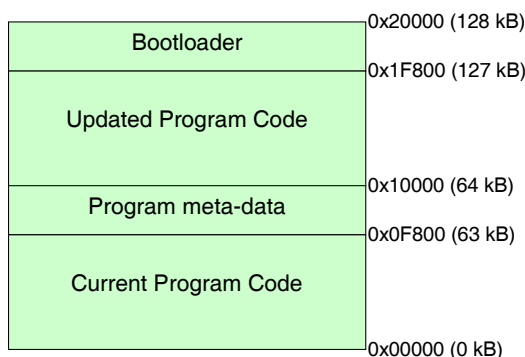 0x20000 (128 kB)
Bootloader
0x1F800 (127 kB)
Updated Program Code
0x10000 (64 kB)
Program meta-data
0x0F800 (63 kB)
Current Program Code
0x00000 (0 kB)